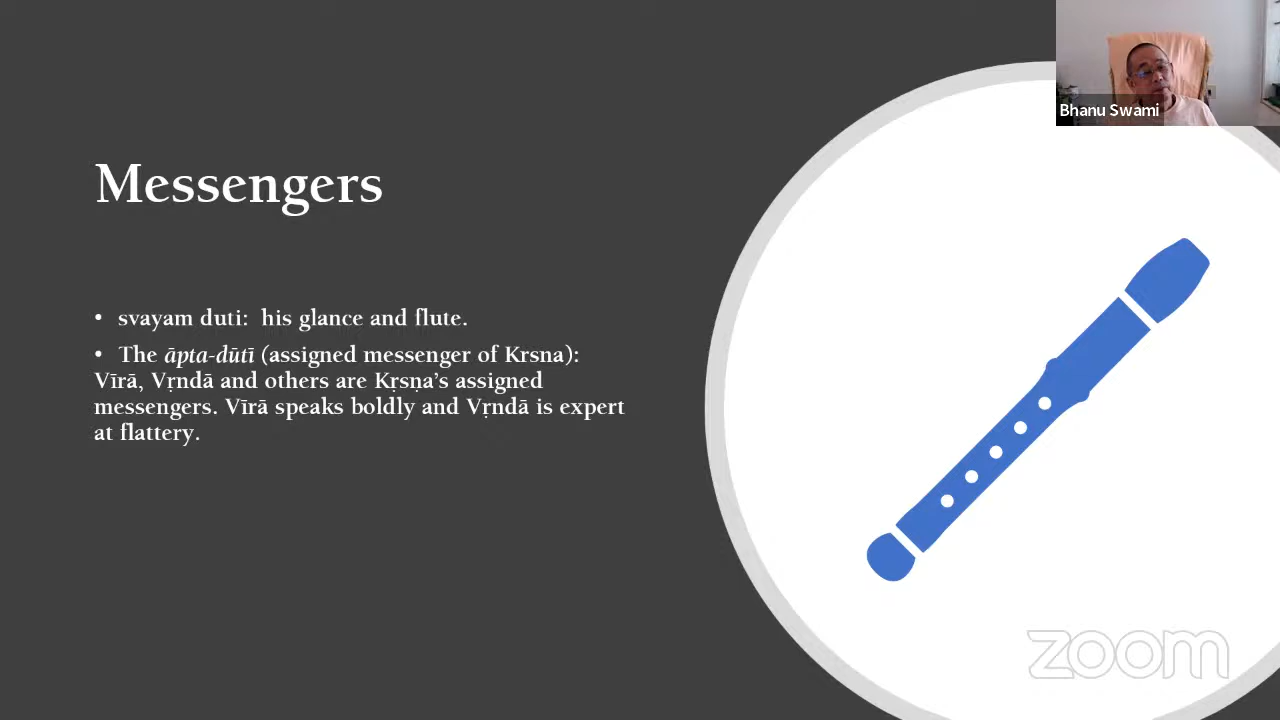 Bhanu Swami
Messengers
• svayam duti:  his glance and flute.
• The āpta-dūtī (assigned messenger of Krsna):
Vīrā, Vṛndā and others are Kṛsṇa’s assigned
messengers. Vīrā speaks boldly and Vṛndā is expert
at flattery.
zoom